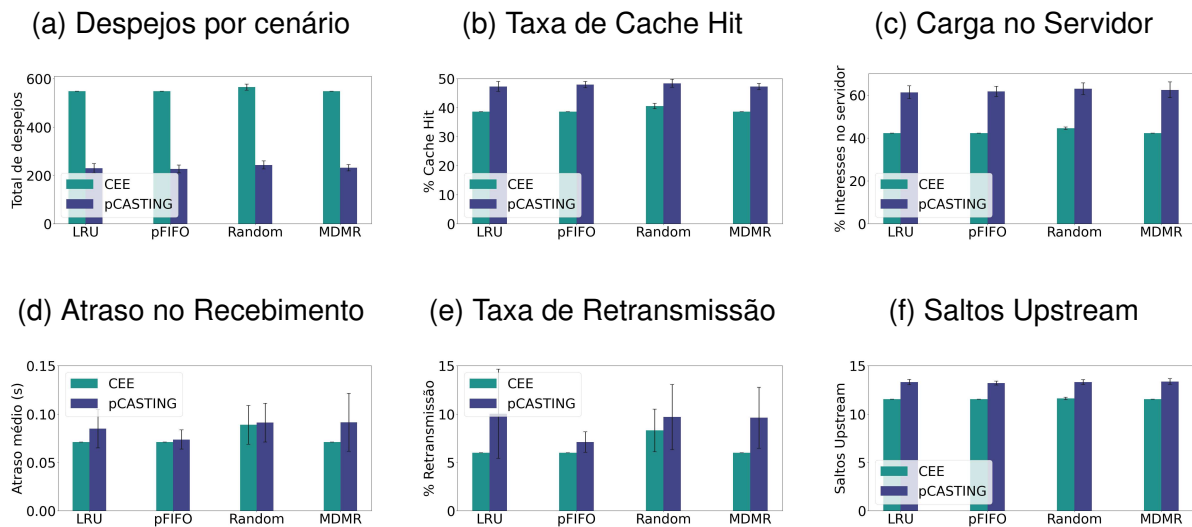 (a) Despejos por cenário
Total de despejos
600
400
200
0
CEE
pCASTING
LRU
pFIFO
Random
MDMR
(b) Taxa de Cache Hit
% Cache Hit
50
40
30
20
10
0
CEE
pCASTING
LRU
pFIFO
Random
MDMR
(c) Carga no Servidor
% Interesses no servidor
60
40
20
0
CEE
pCASTING
LRU
pFIFO
Random
MDMR
(d) Atraso no Recebimento
Atraso médio (s)
0.15
0.10
0.05
0.00
CEE
pCASTING
LRU
pFIFO
Random
MDMR
(e) Taxa de Retransmissão
% Retransmissão
15
10
5
0
CEE
pCASTING
LRU
pFIFO
Random
MDMR
(f) Saltos Upstream
Saltos Upstream
15
10
5
0
CEE
pCASTING
LRU
pFIFO
Random
MDMR